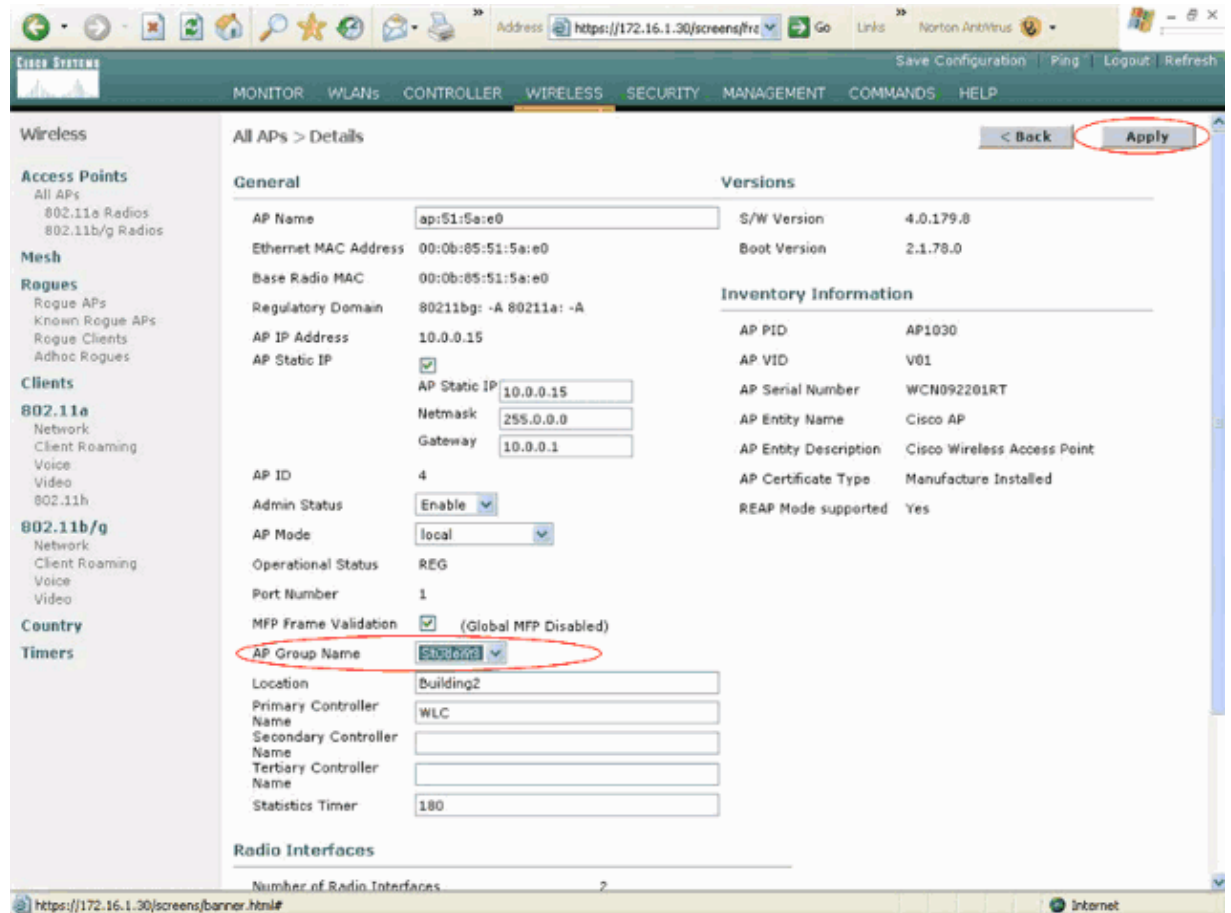 »
Address https://172.16.1.30/screens/fra Go Links » Norton AntiVirus
CISCO SYSTEMS
Save Configuration Ping Logout Refresh
MONITOR WLANs CONTROLLER WIRELESS SECURITY MANAGEMENT COMMANDS HELP
Wireless
Access Points
All APs
802.11a Radios
802.11b/g Radios
Mesh
Rogues
Rogue APs
Known Rogue APs
Rogue Clients
Adhoc Rogues
Clients
802.11a
Network
Client Roaming
Voice
Video
802.11h
802.11b/g
Network
Client Roaming
Voice
Video
Country
Timers
All APs > Details
< Back Apply
General
AP Name ap:51:5a:e0
Ethernet MAC Address 00:0b:85:51:5a:e0
Base Radio MAC 00:0b:85:51:5a:e0
Regulatory Domain 80211bg: -A 80211a: -A
AP IP Address 10.0.0.15
AP Static IP
AP Static IP 10.0.0.15
Netmask 255.0.0.0
Gateway 10.0.0.1
AP ID 4
Admin Status Enable
AP Mode local
Operational Status REG
Port Number 1
MFP Frame Validation (Global MFP Disabled)
AP Group Name
Location Building2
Primary Controller
Name WLC
Secondary Controller
Name
Tertiary Controller
Name
Statistics Timer 180
Radio Interfaces
Number of Radio Interfaces 2
Versions
S/W Version 4.0.179.8
Boot Version 2.1.78.0
Inventory Information
AP PID AP1030
AP VID V01
AP Serial Number WCN092201RT
AP Entity Name Cisco AP
AP Entity Description Cisco Wireless Access Point
AP Certificate Type Manufacture Installed
REAP Mode supported Yes
https://172.16.1.30/screens/banner.html# Internet